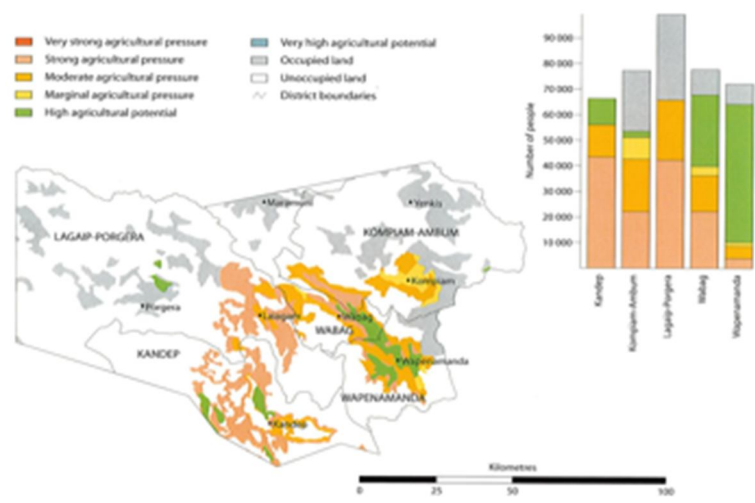 Very strong agricultural pressure
Strong agricultural pressure
Moderate agricultural pressure
Marginal agricultural pressure
High agricultural potential
Very high agricultural potential
Occupied land
Unoccupied land
District boundaries
Number of people
90 000
80 000
70 000
60 000
50 000
40 000
30 000
20 000
10 000
Kandep
Kompiam-Ambum
Lagaip-Porgera
Wabag
Wapenamanda
Maramuni
Yenkis
LAGAIP-PORGERA
KOMPIAM-AMBUM
Kompiam
Porgera
Laiagam
Wabag
WABAG
KANDEP
Wapenamanda
WAPENAMANDA
Kandep
Kilometres
0 25 50 100